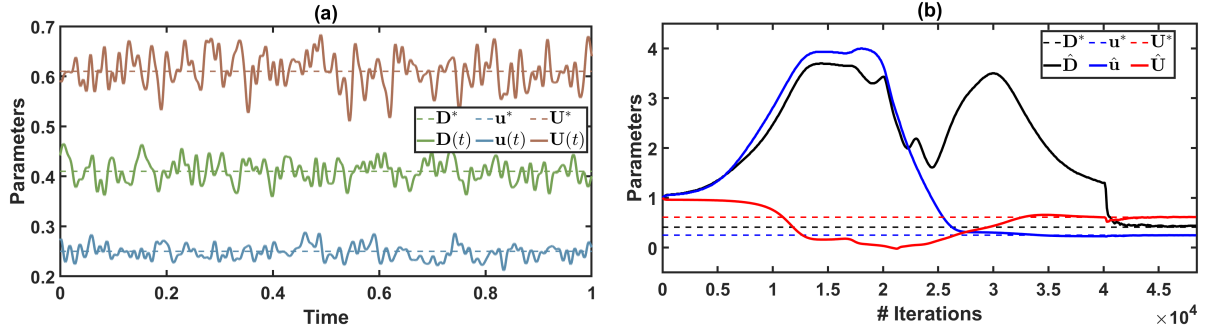 (a)
0.7
0.6
0.5
0.4
0.3
0.2
Parameters
D* u* U*
D(t) u(t) U(t)
0 0.2 0.4 0.6 0.8 1
Time
(b)
4
3
2
1
0
Parameters
D* u* U*
D̂ û Û
0 0.5 1 1.5 2 2.5 3 3.5 4 4.5
# Iterations
× 10⁴